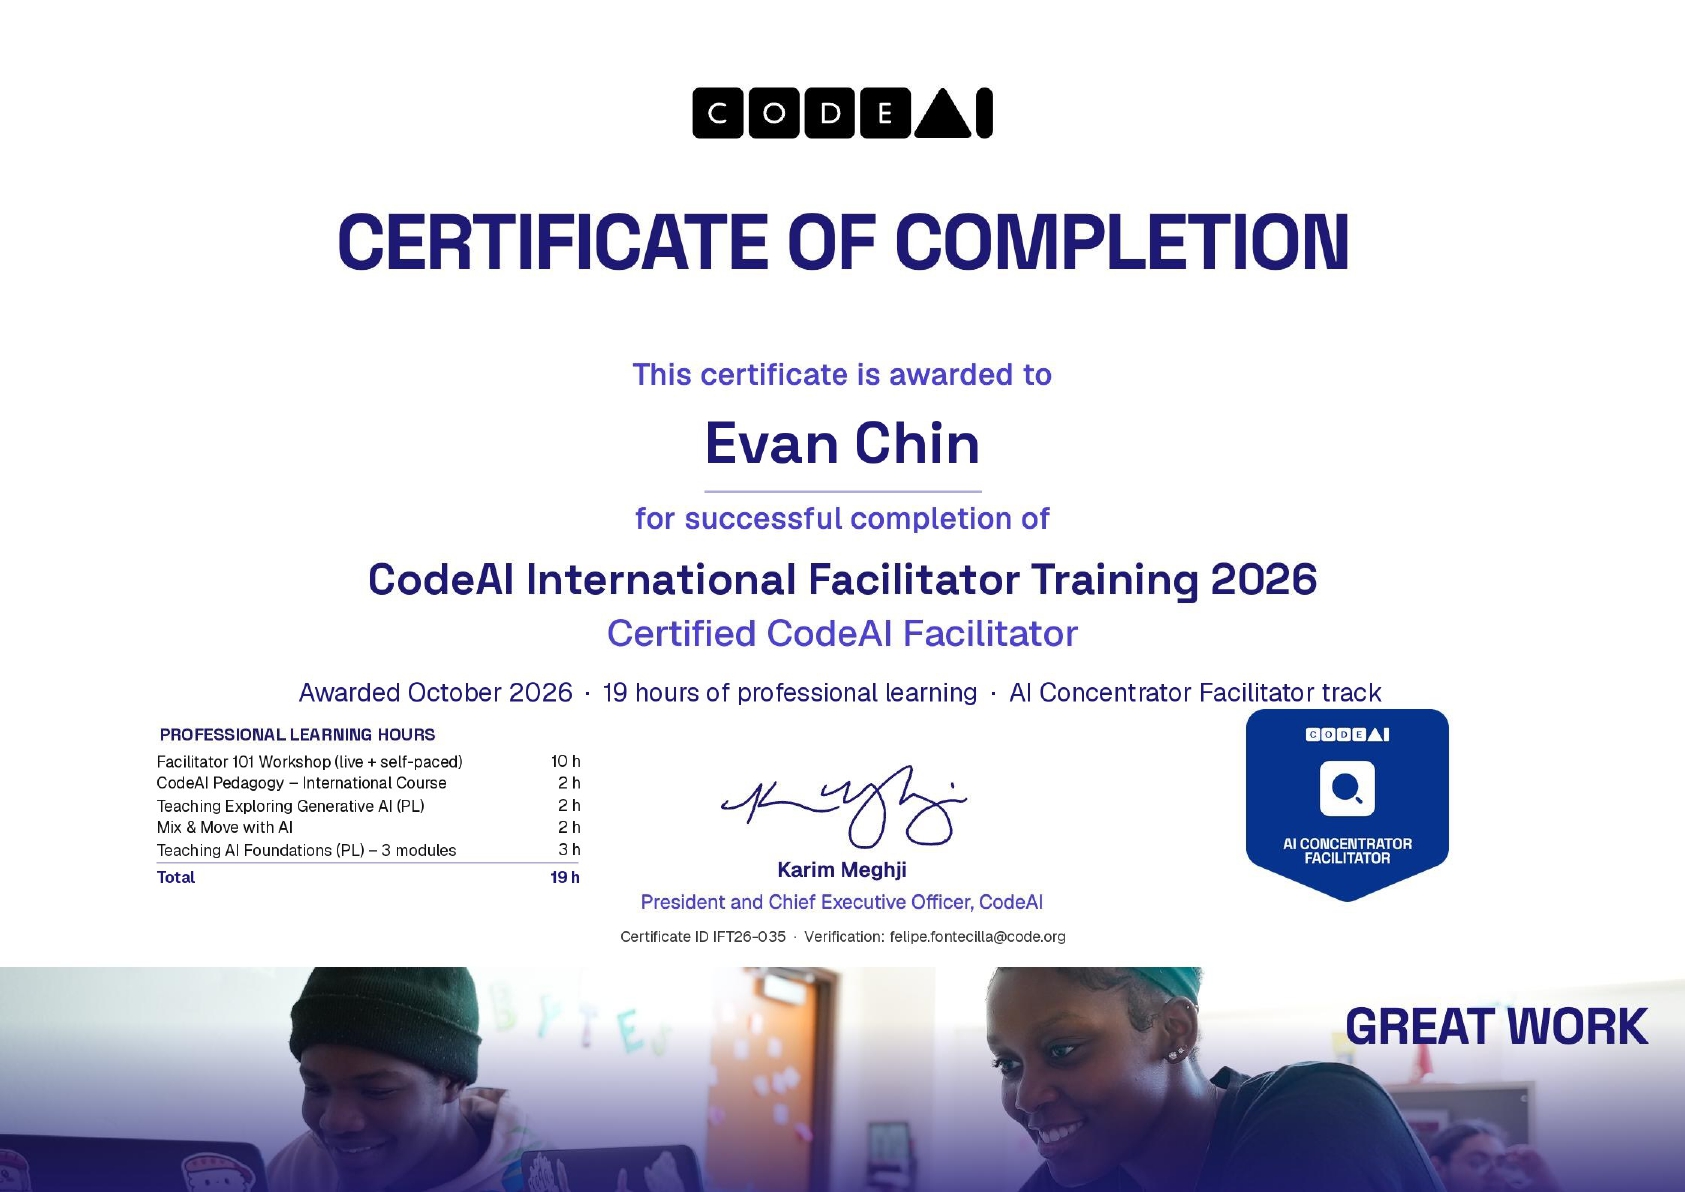 CODEAI
CERTIFICATE OF COMPLETION
This certificate is awarded to
Evan Chin
for successful completion of
CodeAI International Facilitator Training 2026
Certified CodeAI Facilitator
Awarded October 2026 · 19 hours of professional learning · AI Concentrator Facilitator track
PROFESSIONAL LEARNING HOURS
Facilitator 101 Workshop (live + self-paced) 10 h
CodeAI Pedagogy – International Course 2 h
Teaching Exploring Generative AI (PL) 2 h
Mix & Move with AI 2 h
Teaching AI Foundations (PL) – 3 modules 3 h
Total 19 h
Karim Meghji
President and Chief Executive Officer, CodeAI
Certificate ID IFT26-035 · Verification: felipe.fontecilla@code.org
CODEAI
AI CONCENTRATOR
FACILITATOR
BYTES
GREAT WORK